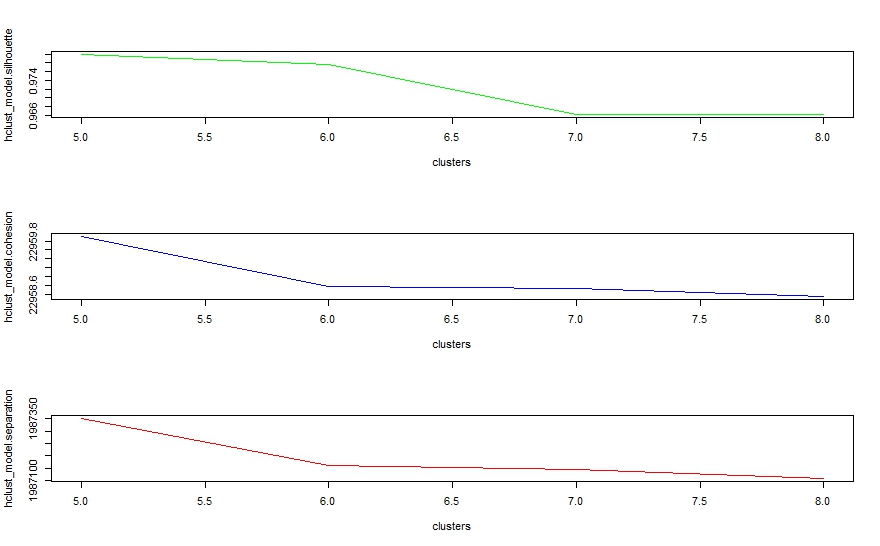 hclust_model.silhouette
0.974
0.966
5.0 5.5 6.0 6.5 7.0 7.5 8.0
clusters
hclust_model.cohesion
22959.8
22958.6
5.0 5.5 6.0 6.5 7.0 7.5 8.0
clusters
hclust_model.separation
1987350
1987100
5.0 5.5 6.0 6.5 7.0 7.5 8.0
clusters